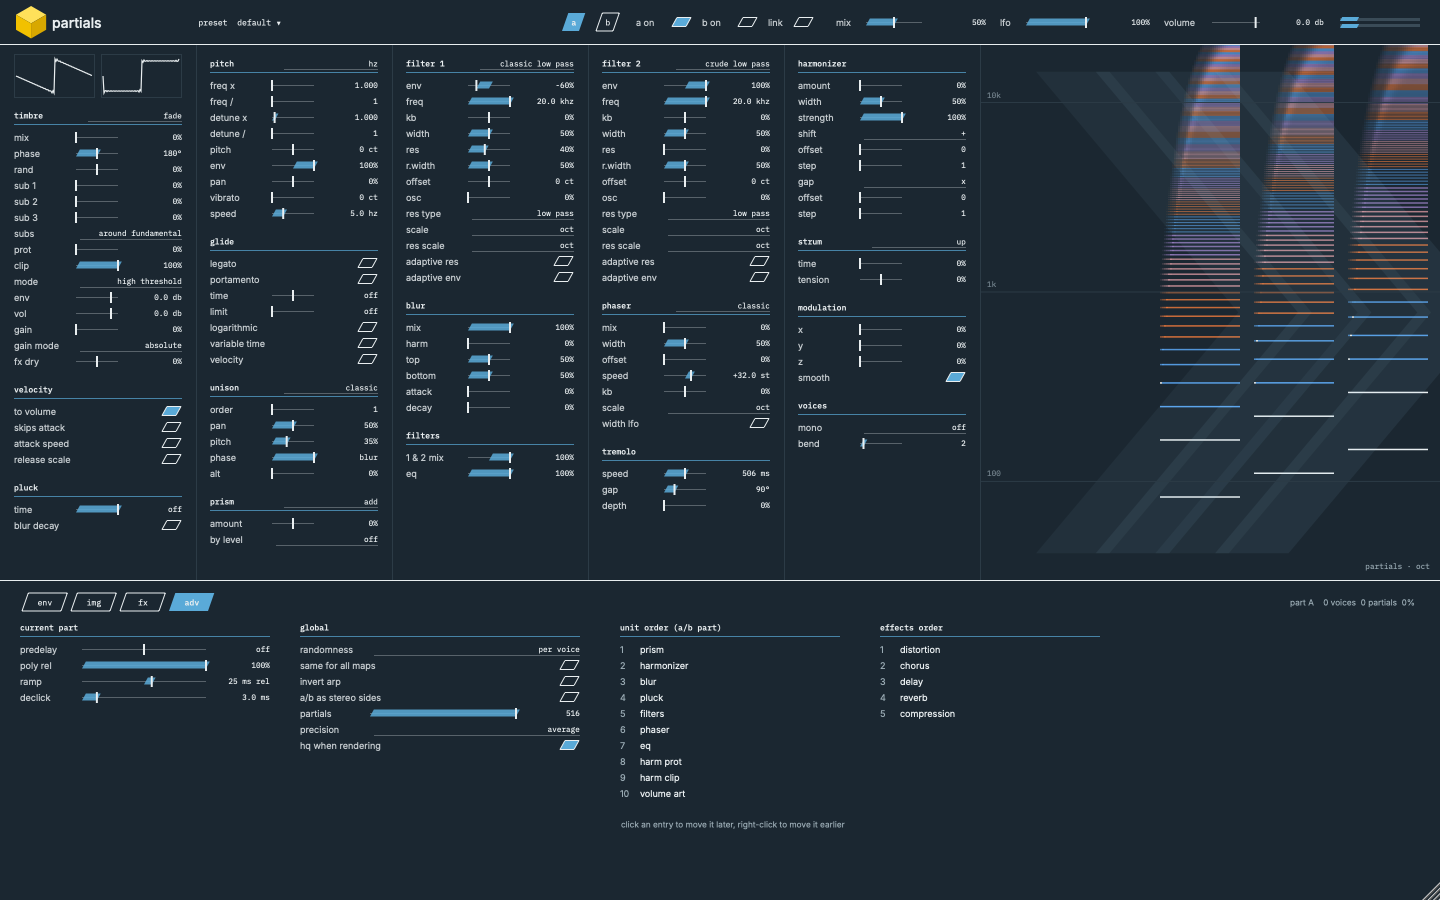 partials
preset default ▾
a b a on b on link mix 50% lfo 100% volume 0.0 db
timbre fade
mix 0%
phase 180°
rand 0%
sub 1 0%
sub 2 0%
sub 3 0%
subs around fundamental
prot 0%
clip 100%
mode high threshold
env 0.0 db
vol 0.0 db
gain 0%
gain mode absolute
fx dry 0%
velocity
to volume
skips attack
attack speed
release scale
pluck
time off
blur decay
pitch hz
freq x 1.000
freq / 1
detune x 1.000
detune / 1
pitch 0 ct
env 100%
pan 0%
vibrato 0 ct
speed 5.0 hz
glide
legato
portamento
time off
limit off
logarithmic
variable time
velocity
unison classic
order 1
pan 50%
pitch 35%
phase blur
alt 0%
prism add
amount 0%
by level off
filter 1 classic low pass
env -60%
freq 20.0 khz
kb 0%
width 50%
res 40%
r.width 50%
offset 0 ct
osc 0%
res type low pass
scale oct
res scale oct
adaptive res
adaptive env
blur
mix 100%
harm 0%
top 50%
bottom 50%
attack 0%
decay 0%
filters
1 & 2 mix 100%
eq 100%
filter 2 crude low pass
env 100%
freq 20.0 khz
kb 0%
width 50%
res 0%
r.width 50%
offset 0 ct
osc 0%
res type low pass
scale oct
res scale oct
adaptive res
adaptive env
phaser classic
mix 0%
width 50%
offset 0%
speed +32.0 st
kb 0%
scale oct
width lfo
tremolo
speed 506 ms
gap 90°
depth 0%
harmonizer
amount 0%
width 50%
strength 100%
shift +
offset 0
step 1
gap x
offset 0
step 1
strum up
time 0%
tension 0%
modulation
x 0%
y 0%
z 0%
smooth
voices
mono off
bend 2
10k
1k
100
partials - oct
env img fx adv
part A 0 voices 0 partials 0%
current part
predelay off
poly rel 100%
ramp 25 ms rel
declick 3.0 ms
global
randomness per voice
same for all maps
invert arp
a/b as stereo sides
partials 516
precision average
hq when rendering
unit order (a/b part)
1 prism
2 harmonizer
3 blur
4 pluck
5 filters
6 phaser
7 eq
8 harm prot
9 harm clip
10 volume art
click an entry to move it later, right-click to move it earlier
effects order
1 distortion
2 chorus
3 delay
4 reverb
5 compression